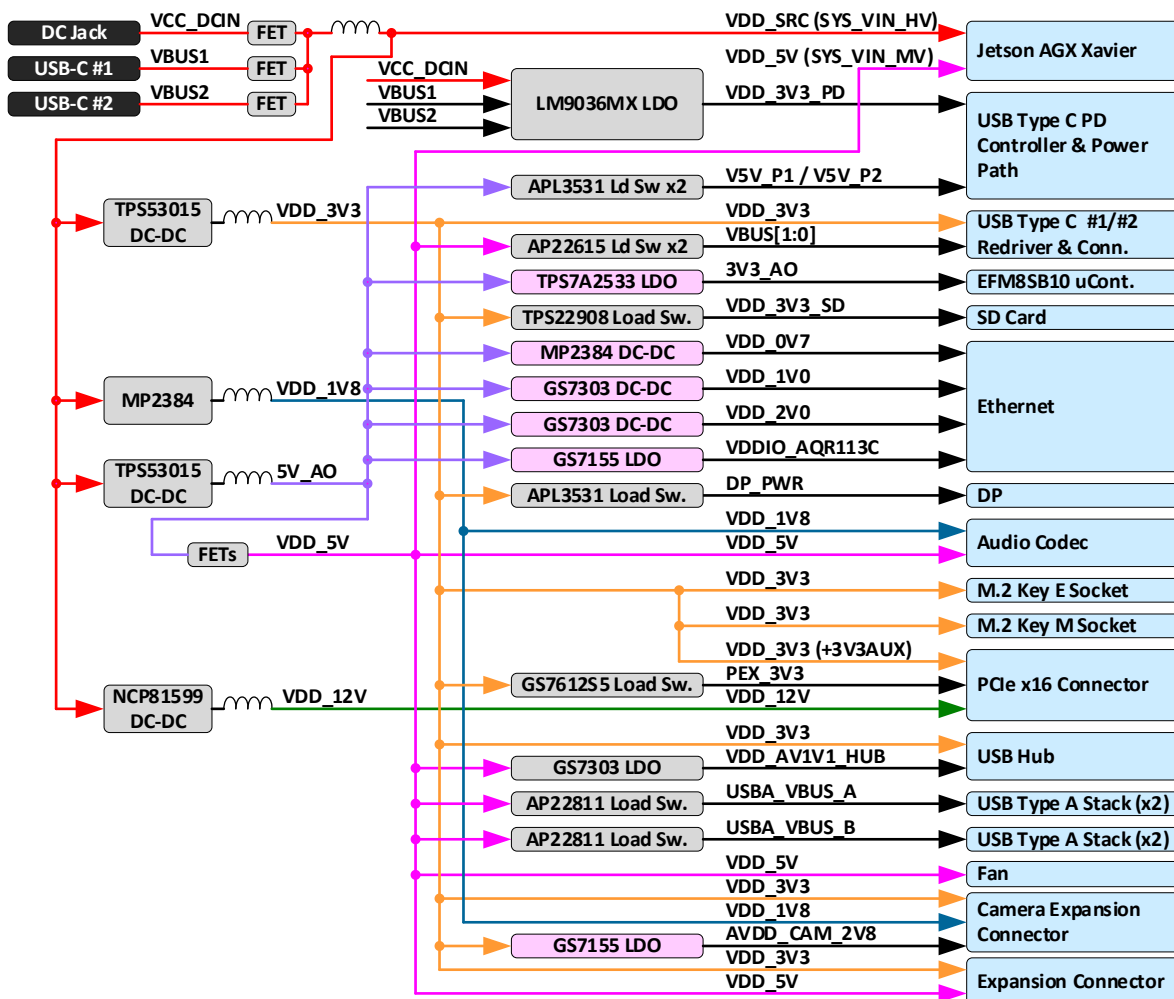 DC Jack
VCC_DCIN
FET
VDD_SRC (SYS_VIN_HV)
Jetson AGX Xavier
USB-C #1
VBUS1
FET
VDD_5V (SYS_VIN_MV)
USB-C #2
VBUS2
FET
VCC_DCIN
VBUS1
VBUS2
LM9036MX LDO
VDD_3V3_PD
USB Type C PD
Controller & Power
Path
APL3531 Ld Sw x2
V5V_P1 / V5V_P2
TPS53015
DC-DC
VDD_3V3
VDD_3V3
USB Type C #1/#2
Redriver & Conn.
AP22615 Ld Sw x2
VBUS[1:0]
TPS7A2533 LDO
3V3_AO
EFM8SB10 uCont.
TPS22908 Load Sw.
VDD_3V3_SD
SD Card
MP2384 DC-DC
VDD_0V7
Ethernet
MP2384
VDD_1V8
GS7303 DC-DC
VDD_1V0
GS7303 DC-DC
VDD_2V0
GS7155 LDO
VDDIO_AQR113C
TPS53015
DC-DC
5V_AO
APL3531 Load Sw.
DP_PWR
DP
VDD_1V8
Audio Codec
FETs
VDD_5V
VDD_5V
VDD_3V3
M.2 Key E Socket
VDD_3V3
M.2 Key M Socket
VDD_3V3 (+3V3AUX)
PCIe x16 Connector
GS7612S5 Load Sw.
PEX_3V3
NCP81599
DC-DC
VDD_12V
VDD_12V
VDD_3V3
USB Hub
GS7303 LDO
VDD_AV1V1_HUB
AP22811 Load Sw.
USBA_VBUS_A
USB Type A Stack (x2)
AP22811 Load Sw.
USBA_VBUS_B
USB Type A Stack (x2)
VDD_5V
Fan
VDD_3V3
Camera Expansion
Connector
VDD_1V8
GS7155 LDO
AVDD_CAM_2V8
VDD_3V3
Expansion Connector
VDD_5V